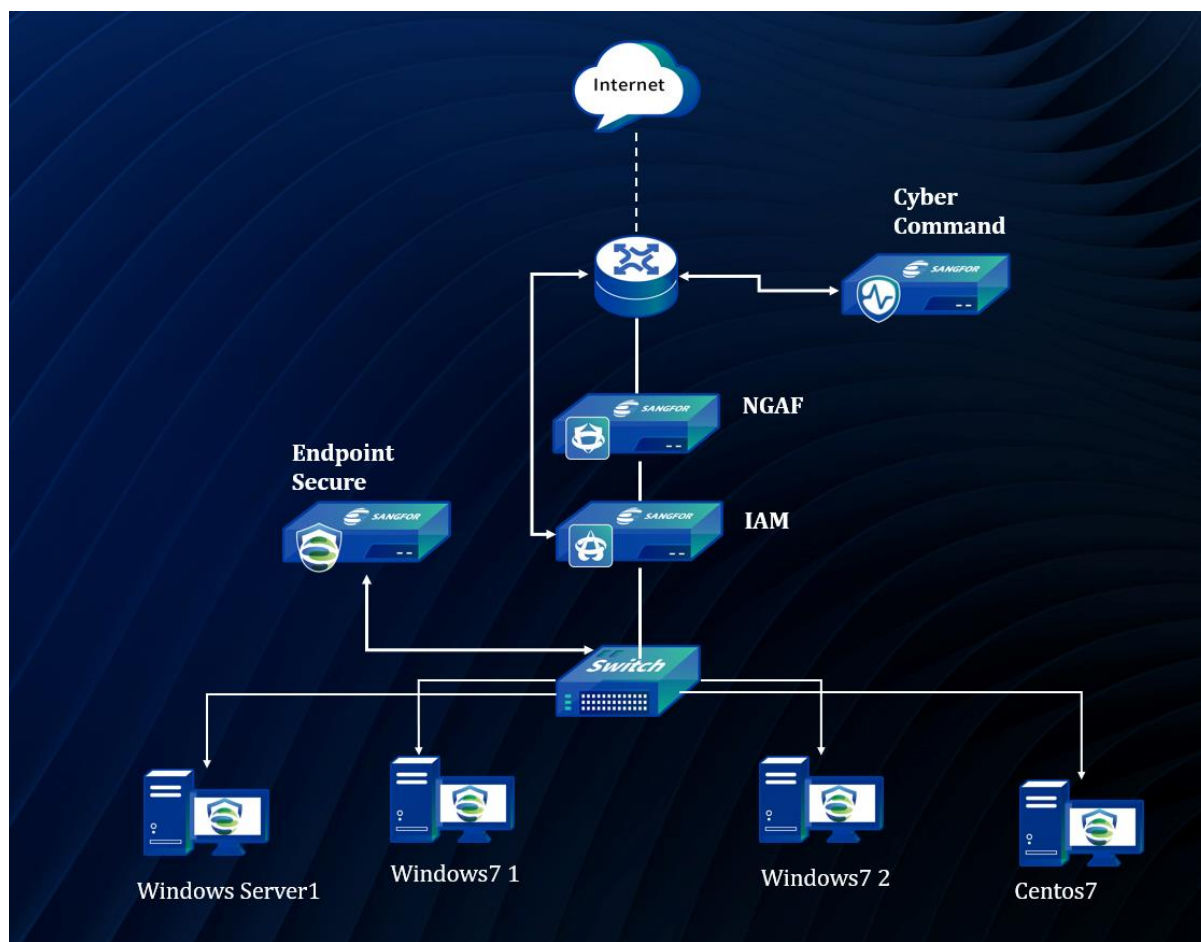 Internet
Cyber
Command
SANGFOR
SANGFOR
NGAF
Endpoint
Secure
SANGFOR
SANGFOR
IAM
Switch
Windows Server1
Windows7 1
Windows7 2
Centos7